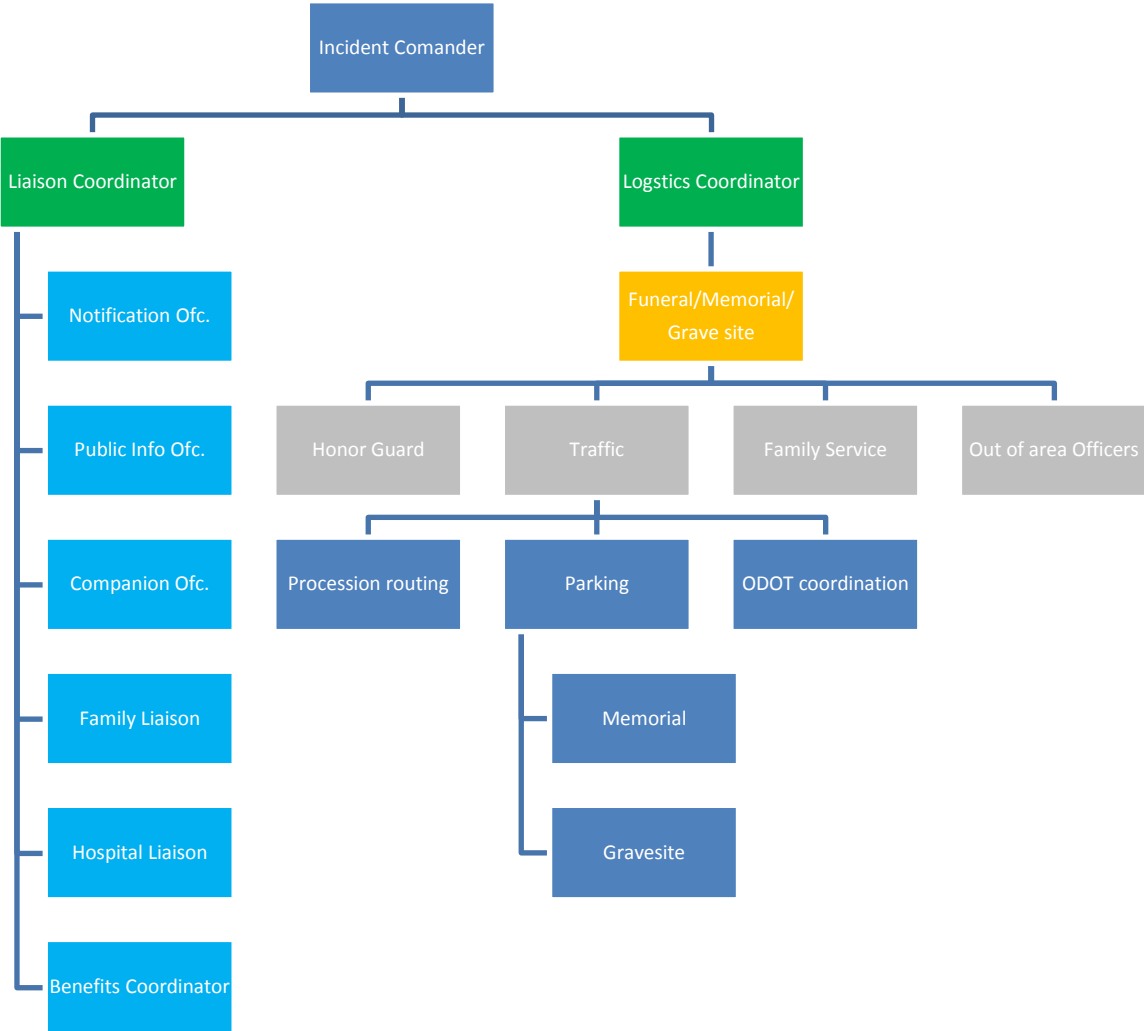 Incident Comander
Liaison Coordinator
Logstics Coordinator
Notification Ofc.
Funeral/Memorial/
Grave site
Public Info Ofc.
Honor Guard
Traffic
Family Service
Out of area Officers
Companion Ofc.
Procession routing
Parking
ODOT coordination
Family Liaison
Memorial
Hospital Liaison
Gravesite
Benefits Coordinator